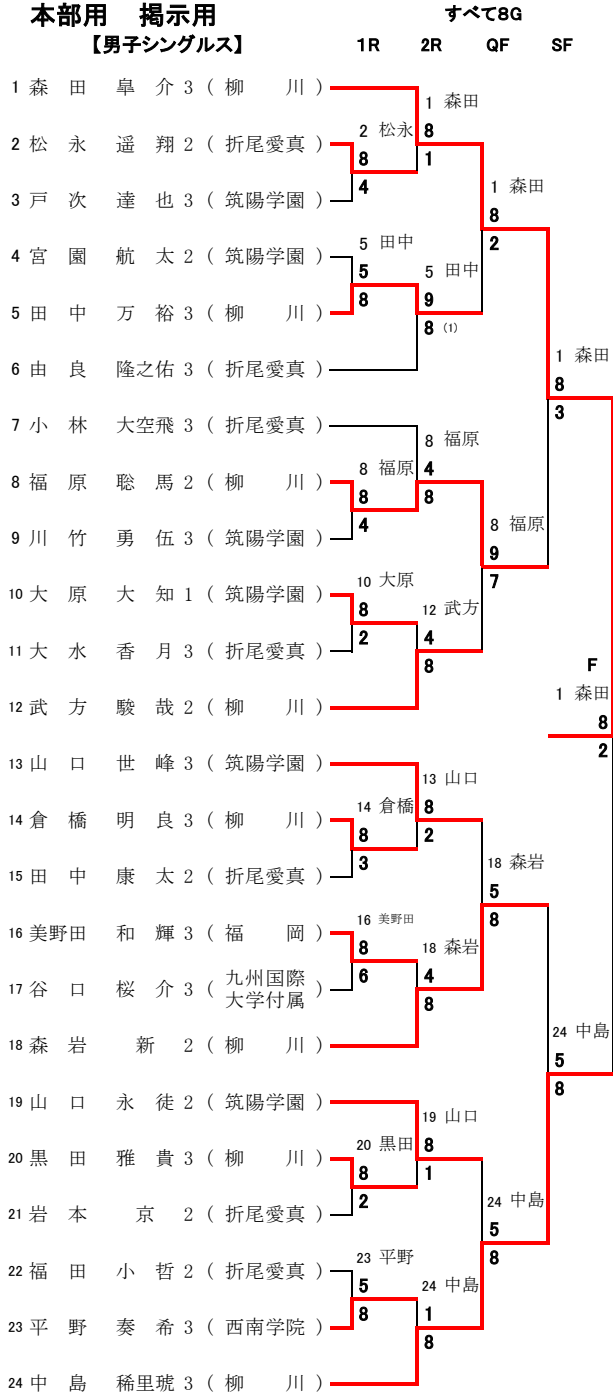 本部用 掲示用 すべて8G
【男子シングルス】 1R 2R QF SF
1 森 田 皐 介 3 ( 柳 川 )
1 森田
2 松永 8
2 松 永 遥 翔 2 ( 折尾愛真 )
8 1
4 1 森田
3 戸 次 達 也 3 ( 筑陽学園 )
8
5 田中 2
4 宮 園 航 太 2 ( 筑陽学園 )
5 5 田中
8 9
5 田 中 万 裕 3 ( 柳 川 )
8 (1)
1 森田
6 由 良 隆之佑 3 ( 折尾愛真 )
8
3
7 小 林 大空飛 3 ( 折尾愛真 )
8 福原
8 福原 4
8 福 原 聡 馬 2 ( 柳 川 )
8 8
4 8 福原
9 川 竹 勇 伍 3 ( 筑陽学園 )
9
10 大原 7
10 大 原 大 知 1 ( 筑陽学園 )
8 12 武方
2 4
11 大 水 香 月 3 ( 折尾愛真 )
8 F
1 森田
12 武 方 駿 哉 2 ( 柳 川 )
8
2
13 山 口 世 峰 3 ( 筑陽学園 )
13 山口
14 倉橋 8
14 倉 橋 明 良 3 ( 柳 川 )
8 2
3 18 森岩
15 田 中 康 太 2 ( 折尾愛真 )
5
16 美野田 8
16 美野田 和 輝 3 ( 福 岡 )
8 18 森岩
6 4
17 谷 口 桜 介 3 ( 九州国際
大学付属 )
8
24 中島
18 森 岩 新 2 ( 柳 川 )
5
8
19 山 口 永 徒 2 ( 筑陽学園 )
19 山口
20 黒田 8
20 黒 田 雅 貴 3 ( 柳 川 )
8 1
2 24 中島
21 岩 本 京 2 ( 折尾愛真 )
5
23 平野 8
22 福 田 小 哲 2 ( 折尾愛真 )
5 24 中島
8 1
23 平 野 奏 希 3 ( 西南学院 )
8
24 中 島 稀里琥 3 ( 柳 川 )